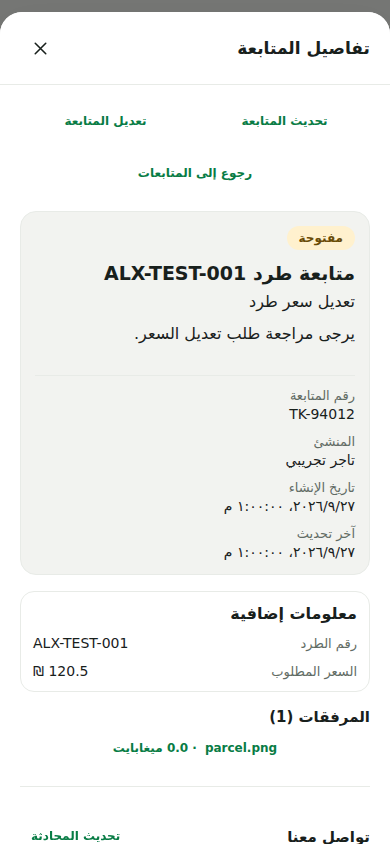 تفاصيل المتابعة
تحديث المتابعة تعديل المتابعة
رجوع إلى المتابعات
مفتوحة
متابعة طرد ALX-TEST-001
تعديل سعر طرد
يرجى مراجعة طلب تعديل السعر.
رقم المتابعة
TK-94012
المنشئ
تاجر تجريبي
تاريخ الإنشاء
٢٠٢٦/٩/٢٧، ١:٠٠:٠٠ م
آخر تحديث
٢٠٢٦/٩/٢٧، ١:٠٠:٠٠ م
معلومات إضافية
رقم الطرد ALX-TEST-001
السعر المطلوب 120.5 ₪
المرفقات (1)
parcel.png · 0.0 ميغابايت
تواصل معنا تحديث المحادثة